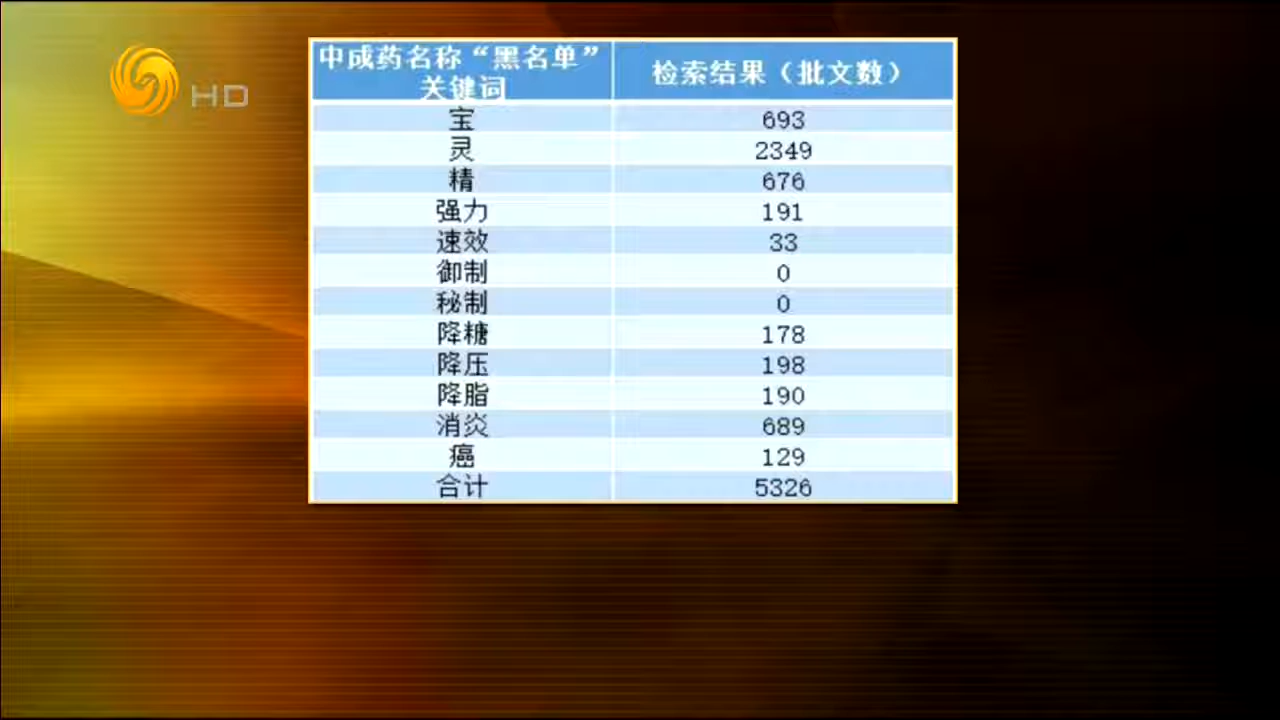 HD
中成药名称“黑名单”
关键词
检索结果（批文数）
宝 693
灵 2349
精 676
强力 191
速效 33
御制 0
秘制 0
降糖 178
降压 198
降脂 190
消炎 689
癌 129
合计 5326